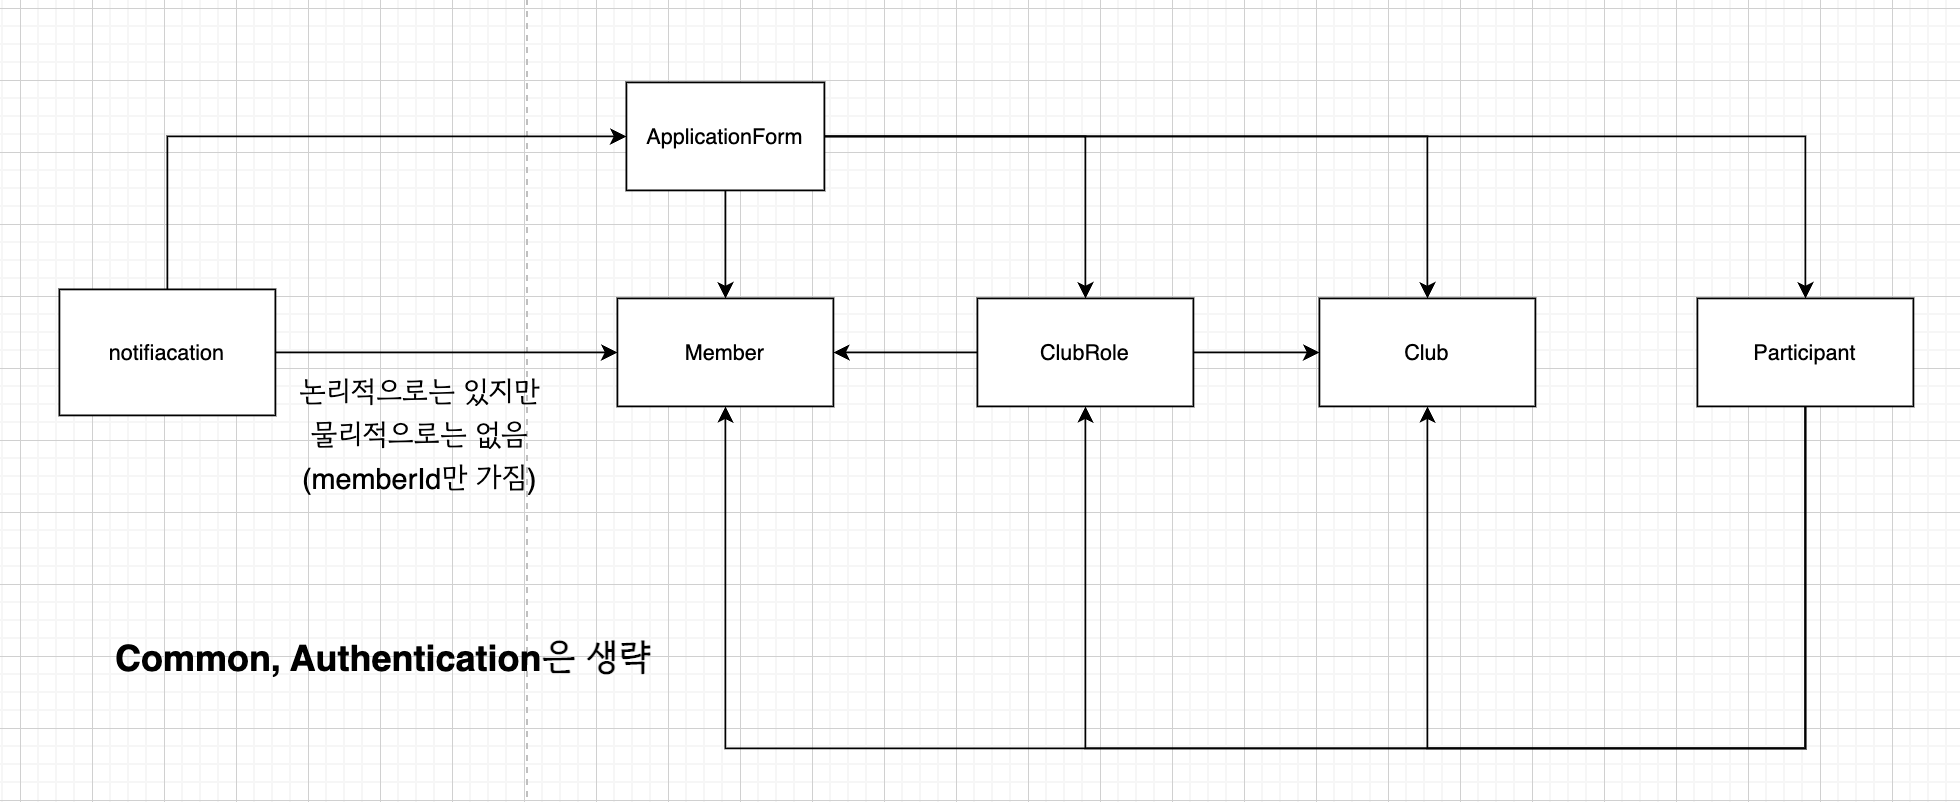 ApplicationForm
notifiacation
Member
ClubRole
Club
Participant
논리적으로는 있지만
물리적으로는 없음
(memberId만 가짐)
Common, Authentication은 생략